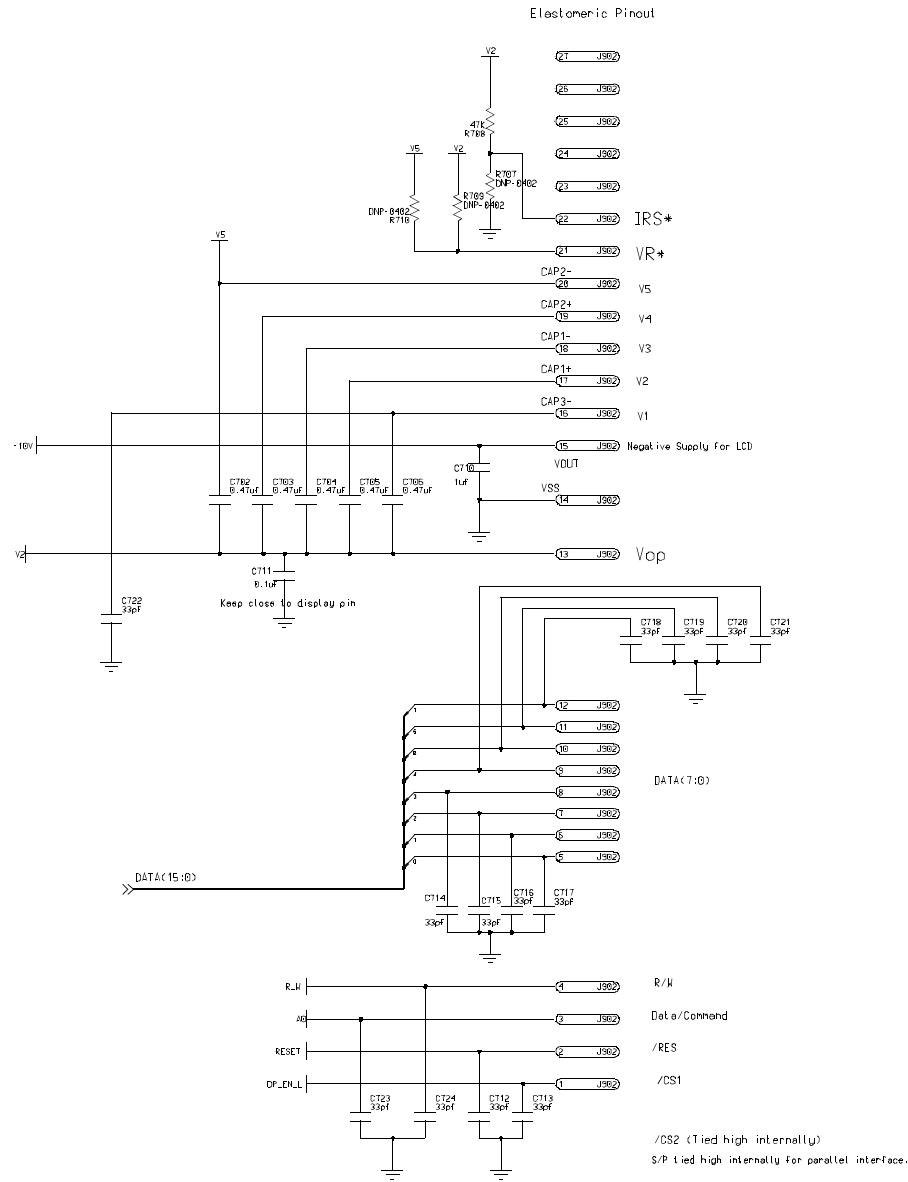 Elastomeric Pinout
V2
27 J902
26 J902
25 J902
47K
R708
24 J902
V5
V2
R707
DNP-0402
23 J902
R709
DNP-0402
DNP-0402
R710
22 J902 IRS*
V5
21 J902 VR*
CAP2-
20 J902 V5
CAP2+
19 J902 V4
CAP1-
18 J902 V3
CAP1+
17 J902 V2
CAP3-
16 J902 V1
-10V
15 J902 Negative Supply for LCD
VOUT
C710
1uf
C702
0.47uF
C703
0.47uF
C704
0.47uF
C705
0.47uF
C706
0.47uF
VSS
14 J902
V2
13 J902 Vop
C711
0.1uf
Keep close to display pin
C722
33pf
C718
33pf
C719
33pf
C720
33pf
C721
33pf
12 J902
11 J902
10 J902
9 J902
DATA(7:0)
4
3
8 J902
2
7 J902
1
6 J902
0
5 J902
DATA(15:0)
C714
33pf
C715
33pf
C716
33pf
C717
33pf
R_W
4 J902 R/W
A0
3 J902 Data/Command
RESET
2 J902 /RES
DP_EN_L
1 J902 /CS1
C723
33pf
C724
33pf
C712
33pf
C713
33pf
/CS2 (Tied high internally)
S/P tied high internally for parallel interface.